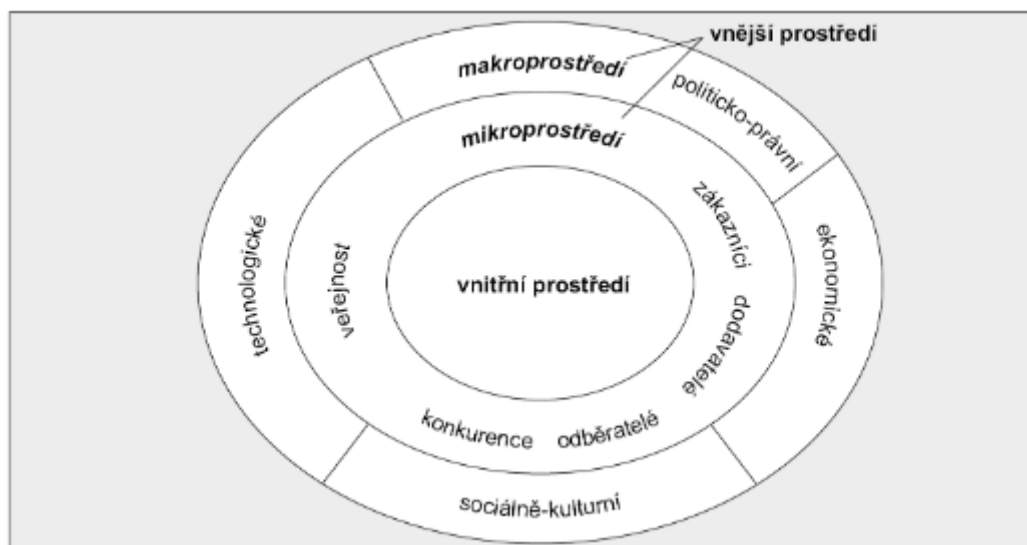 vnější prostředí
makroprostředí
politicko-právní
mikroprostředí
zákazníci
technologické
ekonomické
veřejnost
vnitřní prostředí
dodavatelé
konkurence
odběratelé
sociálně-kulturní